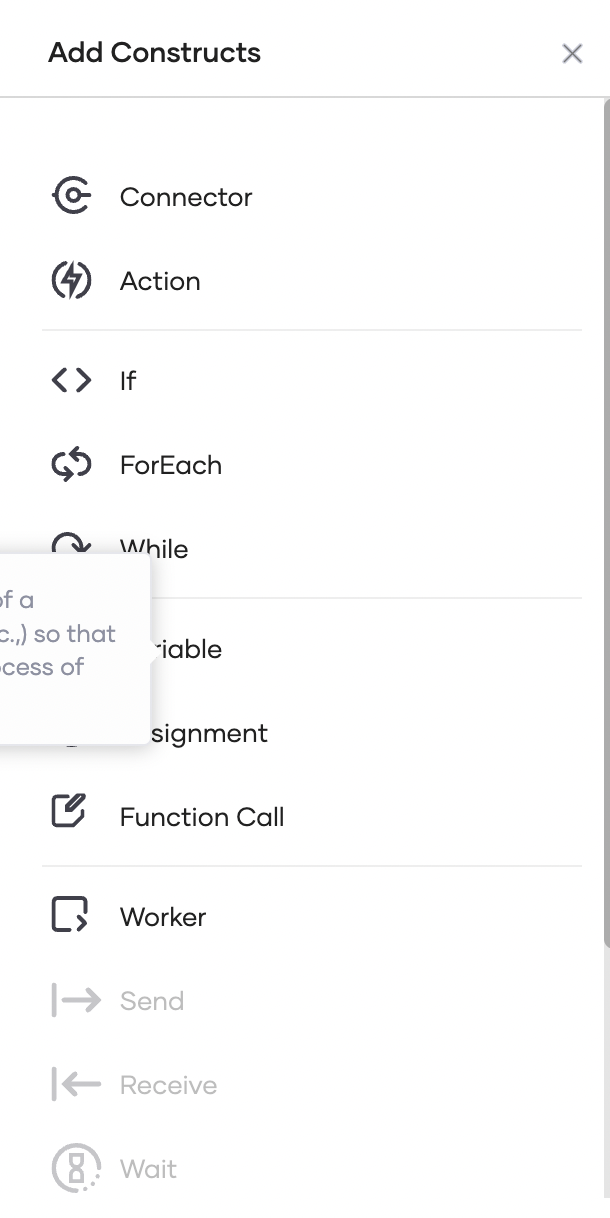 Add Constructs
Connector
Action
If
ForEach
While
of a
c.,) so that
ocess of
riable
signment
Function Call
Worker
Send
Receive
Wait